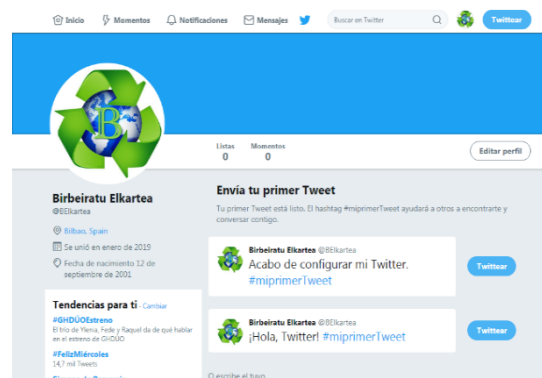 Inicio Momentos Notificaciones Mensajes Buscar en Twitter Twittear
B
Listas Momentos
0 0
Editar perfil
Birbeiratu Elkartea
@BElkartea
Bilbao, Spain
Se unió en enero de 2019
Fecha de nacimiento 12 de
septiembre de 2001
Tendencias para ti · Cambiar
#GHDÚOEstreno
El trío de Ylenia, Fede y Raquel da de qué hablar
en el estreno de GHDÚO
#FelizMiércoles
14,7 mil Tweets
Envía tu primer Tweet
Tu primer Tweet está listo. El hashtag #miprimerTweet ayudará a otros a encontrarte y
conversar contigo.
Birbeiratu Elkartea @BElkartea
Acabo de configurar mi Twitter.
#miprimerTweet
Twittear
Birbeiratu Elkartea @BElkartea
¡Hola, Twitter! #miprimerTweet
Twittear
O escribe el tuyo